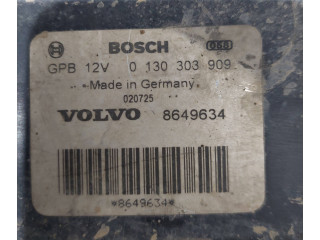 BOSCH
GPB 12V 0 130 303 909
Made in Germany
020725
VOLVO 8649634
*8649634*